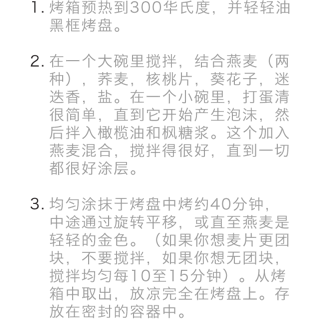 1. 烤箱预热到300华氏度，并轻轻油
黑框烤盘。
2. 在一个大碗里搅拌，结合燕麦（两
种），荞麦，核桃片，葵花子，迷
迭香，盐。在一个小碗里，打蛋清
很简单，直到它开始产生泡沫，然
后拌入橄榄油和枫糖浆。这个加入
燕麦混合，搅拌得很好，直到一切
都很好涂层。
3. 均匀涂抹于烤盘中烤约40分钟，
中途通过旋转平移，或直至燕麦是
轻轻的金色。（如果你想麦片更团
块，不要搅拌，如果你想无团块，
搅拌均匀每10至15分钟）。从烤
箱中取出，放凉完全在烤盘上。存
放在密封的容器中。